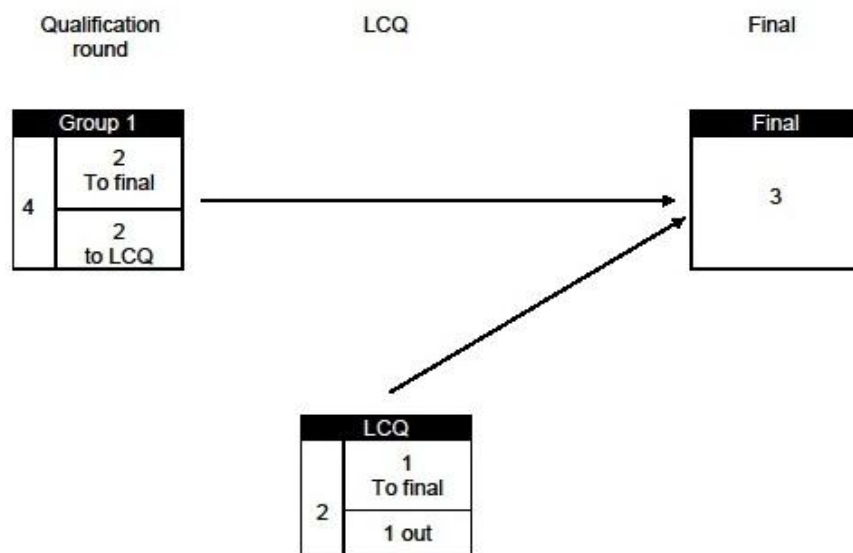 Qualification
round
LCQ
Final
Group 1
4
2
To final
2
to LCQ
Final
3
LCQ
2
1
To final
1 out